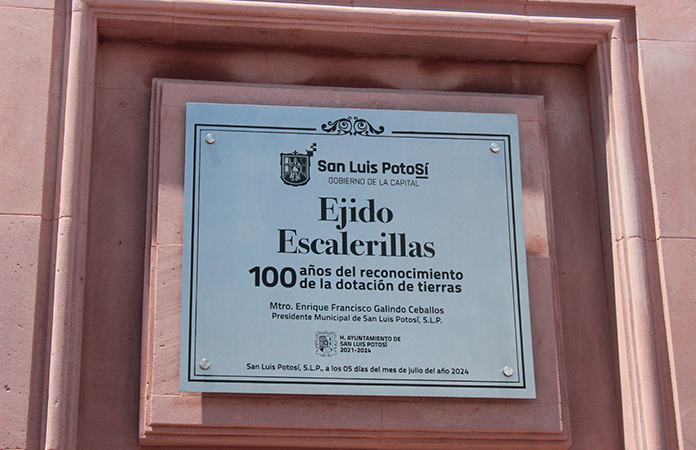 San Luis PotoSí
GOBIERNO DE LA CAPITAL
Ejido
Escalerillas
100 años del reconocimiento
de la dotación de tierras
Mtro. Enrique Francisco Galindo Ceballos
Presidente Municipal de San Luis Potosí, S.L.P.
H. AYUNTAMIENTO DE
SAN LUIS POTOSÍ
2021-2024
San Luis Potosí, S.L.P., a los 05 días del mes de julio del año 2024